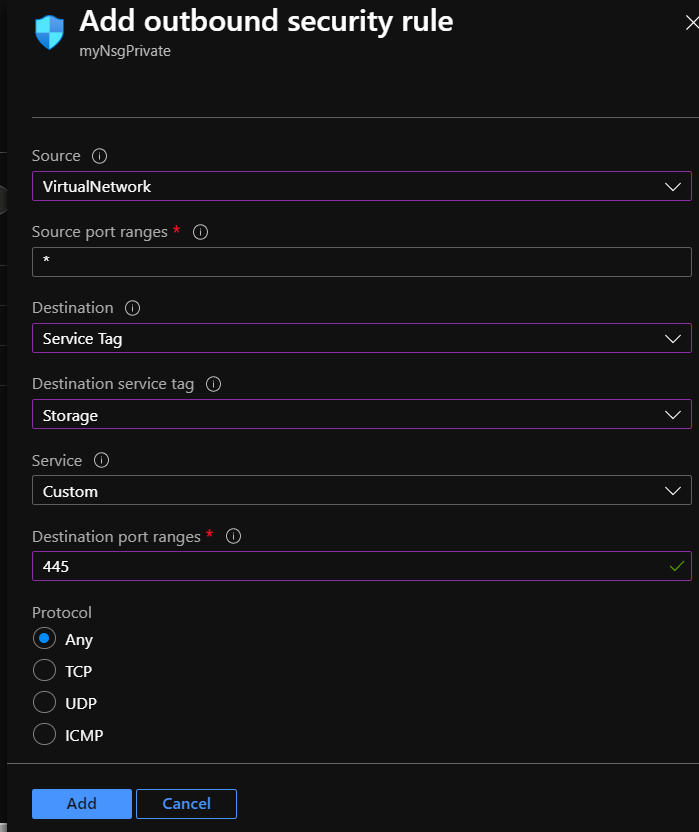 Add outbound security rule
myNsgPrivate
Source
VirtualNetwork
Source port ranges *
*
Destination
Service Tag
Destination service tag
Storage
Service
Custom
Destination port ranges *
445
Protocol
Any
TCP
UDP
ICMP
Add Cancel